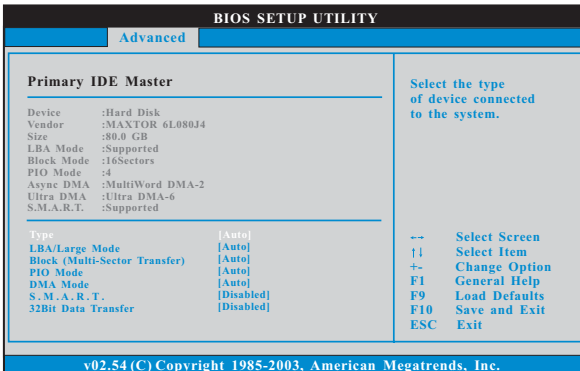 BIOS SETUP UTILITY
Advanced
Primary IDE Master
Device :Hard Disk
Vendor :MAXTOR 6L080J4
Size :80.0 GB
LBA Mode :Supported
Block Mode :16Sectors
PIO Mode :4
Async DMA :MultiWord DMA-2
Ultra DMA :Ultra DMA-6
S.M.A.R.T. :Supported
Type [Auto]
LBA/Large Mode [Auto]
Block (Multi-Sector Transfer) [Auto]
PIO Mode [Auto]
DMA Mode [Auto]
S.M.A.R.T. [Disabled]
32Bit Data Transfer [Disabled]
Select the type
of device connected
to the system.
←→ Select Screen
↑↓ Select Item
+- Change Option
F1 General Help
F9 Load Defaults
F10 Save and Exit
ESC Exit
v02.54 (C) Copyright 1985-2003, American Megatrends, Inc.